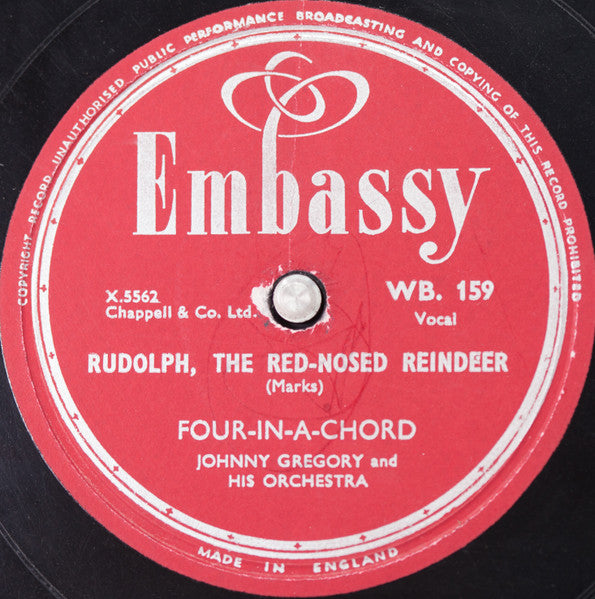 COPYRIGHT RECORD UNAUTHORISED PUBLIC PERFORMANCE BROADCASTING AND COPYING OF THIS RECORD PROHIBITED
Embassy
X.5562
Chappell & Co. Ltd.
WB. 159
Vocal
RUDOLPH, THE RED-NOSED REINDEER
(Marks)
FOUR-IN-A-CHORD
JOHNNY GREGORY and
HIS ORCHESTRA
MADE IN ENGLAND